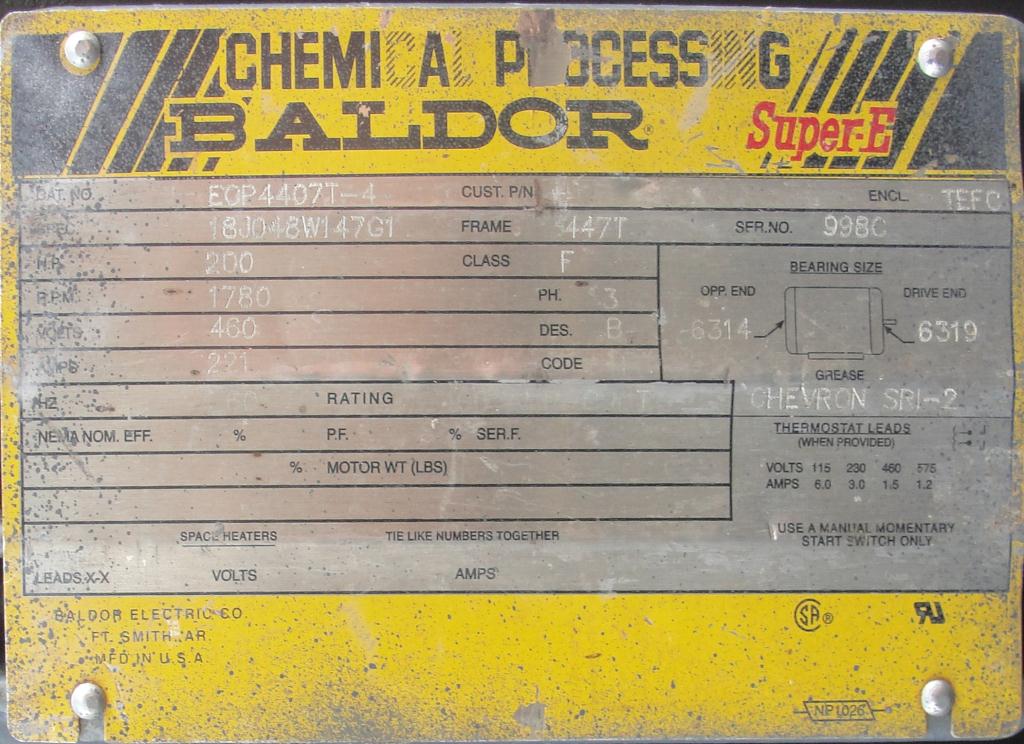 CHEMICAL PROCESSING
BALDOR®
Super-E
CAT. NO. ECP4407T-4 CUST. P/N ENCL. TEFC
SPEC. 18J048W147G1 FRAME 447T SER.NO. 998C
H.P. 200 CLASS F
R.P.M. 1780 PH. 3
VOLTS 460 DES. B
AMPS 221 CODE
HZ 60 RATING
BEARING SIZE
OPP. END DRIVE END
6314 6319
GREASE
CHEVRON SRI-2
NEMA NOM. EFF. % P.F. % SER.F.
% MOTOR WT (LBS)
THERMOSTAT LEADS
(WHEN PROVIDED)
VOLTS 115 230 460 575
AMPS 6.0 3.0 1.5 1.2
USE A MANUAL MOMENTARY
START SWITCH ONLY
SPACE HEATERS TIE LIKE NUMBERS TOGETHER
LEADS X-X VOLTS AMPS
BALDOR ELECTRIC CO.
FT. SMITH, AR.
MFD IN U.S.A.
SA®
NP1026